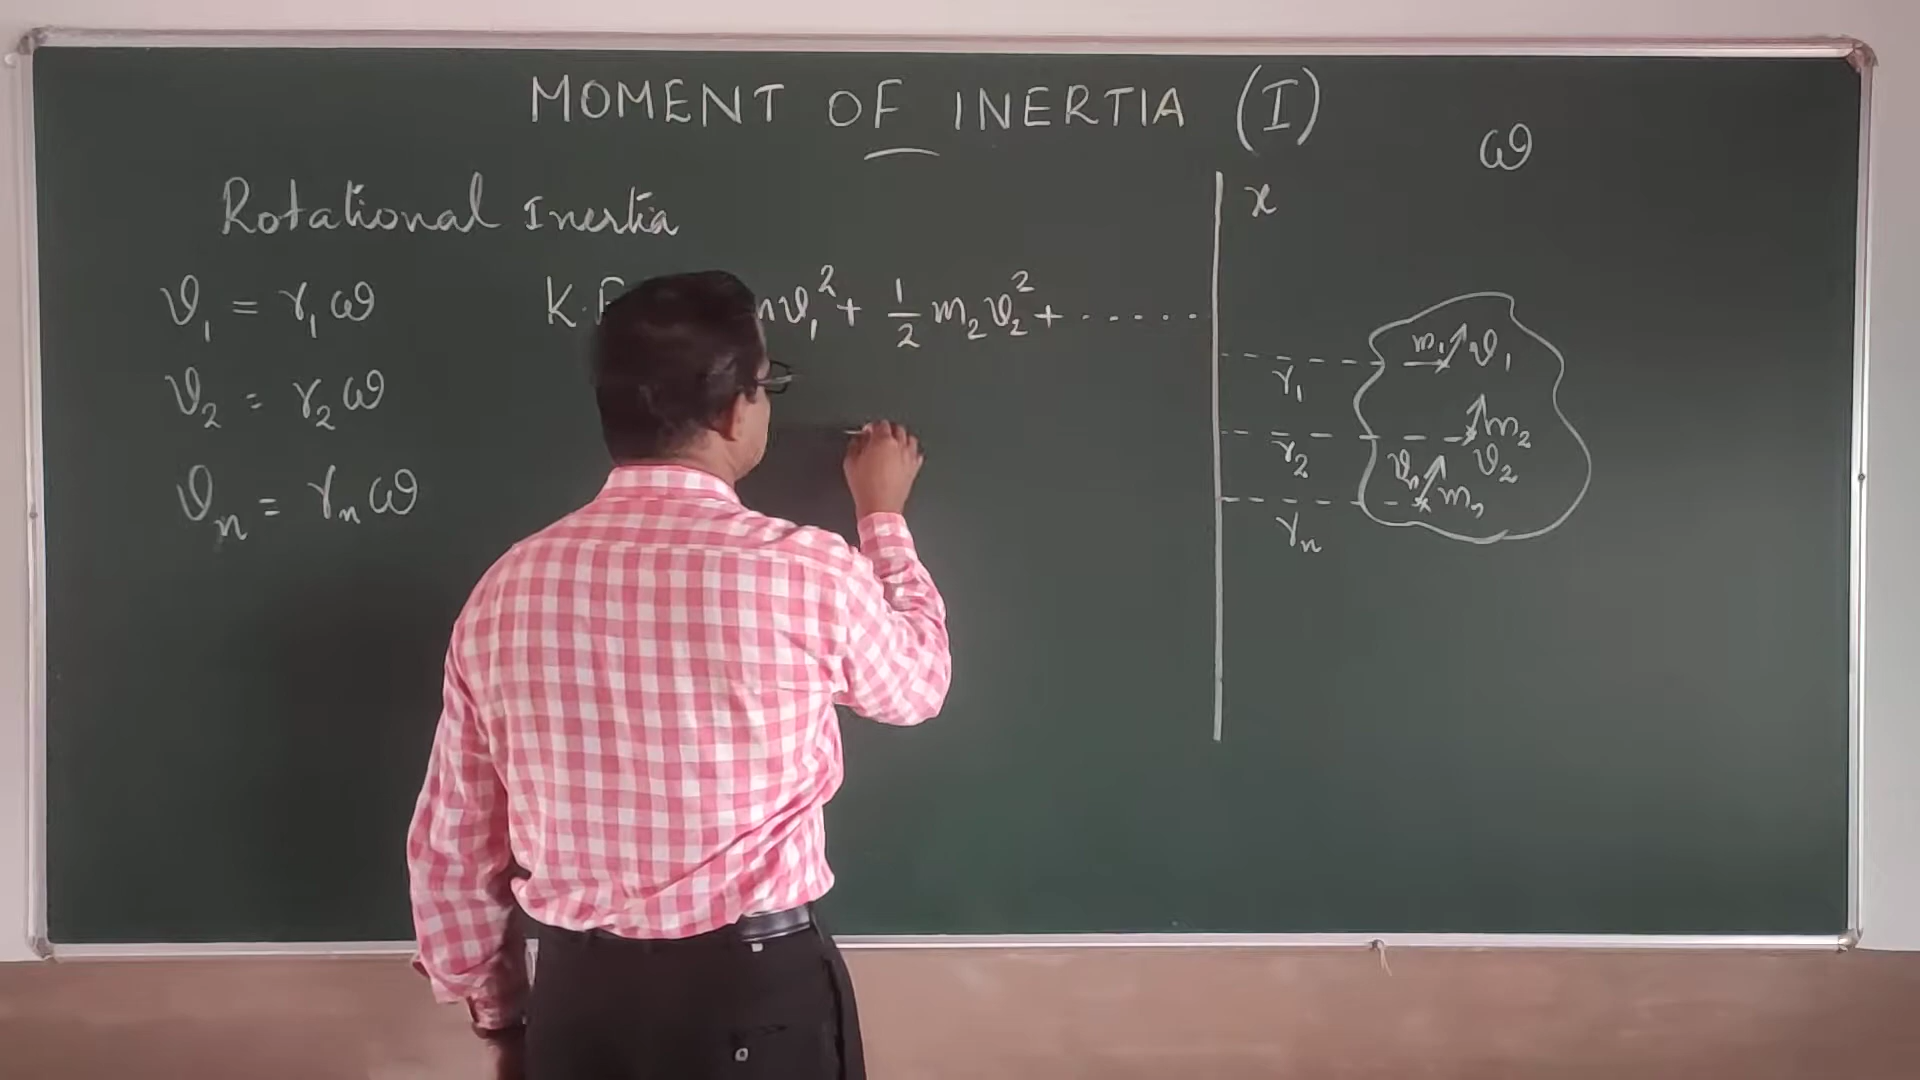 MOMENT OF INERTIA (I)
ω
Rotational Inertia
x
v₁ = r₁ω
K.E
mv₁² + 1/2 m₂v₂² + ......
v₂ = r₂ω
vₙ = rₙω
m₁ v₁
r₁
m₂
r₂
vₙ v₂
mₙ
rₙ